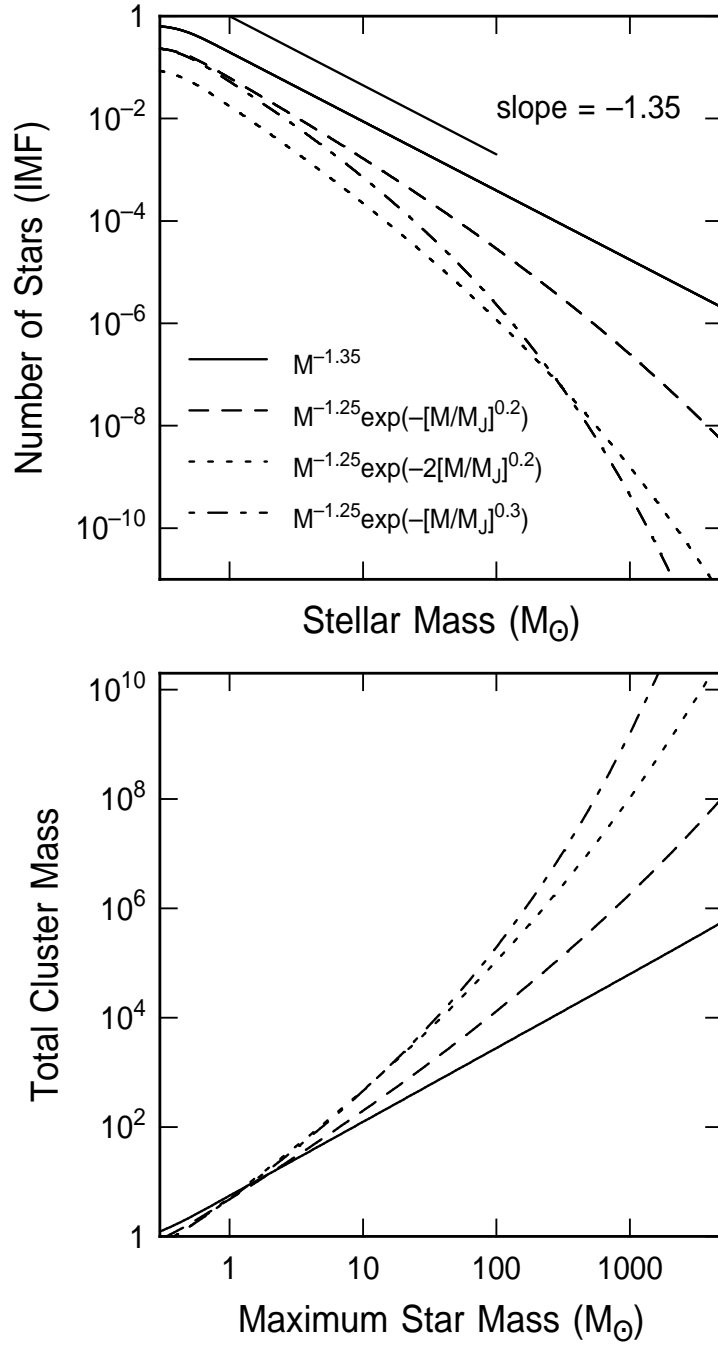 1
10⁻²
10⁻⁴
10⁻⁶
10⁻⁸
10⁻¹⁰
Number of Stars (IMF)
slope = −1.35
M⁻¹·³⁵
M⁻¹·²⁵exp(−[M/M_J]⁰·²)
M⁻¹·²⁵exp(−2[M/M_J]⁰·²)
M⁻¹·²⁵exp(−[M/M_J]⁰·³)
Stellar Mass (M☉)
10¹⁰
10⁸
10⁶
10⁴
10²
1
Total Cluster Mass
1 10 100 1000
Maximum Star Mass (M☉)